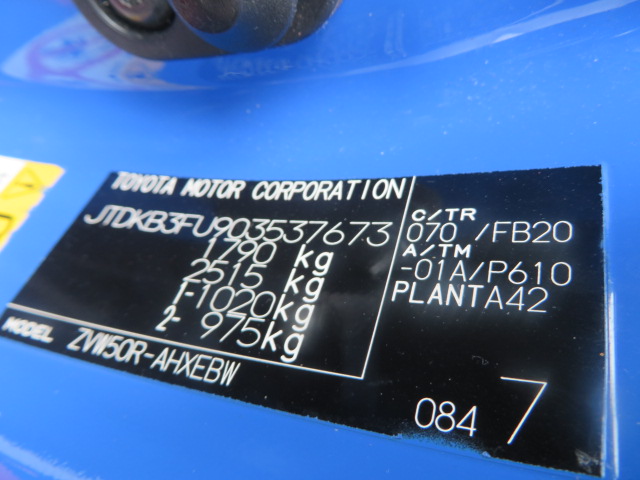 TOYOTA MOTOR CORPORATION
JTDKB3FU903537673
1790 kg
2515 kg
1-1020kg
2- 975kg
C/TR
070 /FB20
A/TM
-01A/P610
PLANTA42
MODEL ZVW50R-AHXEBW
084 7